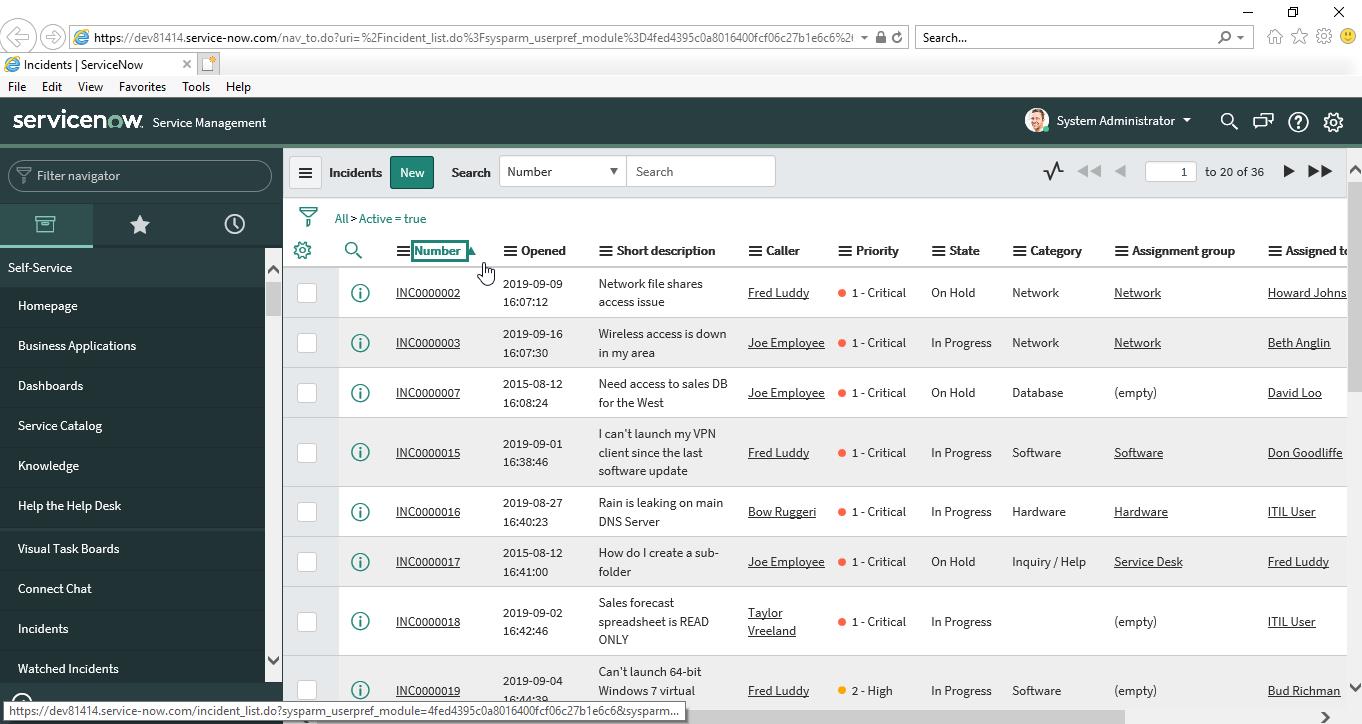 https://dev81414.service-now.com/nav_to.do?uri=%2Fincident_list.do%3Fsysparm_userpref_module%3D4fed4395c0a8016400fcf06c27b1e6c6%2
Search...
Incidents | ServiceNow
File Edit View Favorites Tools Help
servicenow Service Management
System Administrator
Filter navigator
Incidents New Search Number Search
1 to 20 of 36
All > Active = true
Number Opened Short description Caller Priority State Category Assignment group Assigned to
Self-Service
Homepage
Business Applications
Dashboards
Service Catalog
Knowledge
Help the Help Desk
Visual Task Boards
Connect Chat
Incidents
Watched Incidents
INC0000002 2019-09-09 16:07:12 Network file shares access issue Fred Luddy 1 - Critical On Hold Network Network Howard Johns
INC0000003 2019-09-16 16:07:30 Wireless access is down in my area Joe Employee 1 - Critical In Progress Network Network Beth Anglin
INC0000007 2015-08-12 16:08:24 Need access to sales DB for the West Joe Employee 1 - Critical On Hold Database (empty) David Loo
INC0000015 2019-09-01 16:38:46 I can't launch my VPN client since the last software update Fred Luddy 1 - Critical In Progress Software Software Don Goodliffe
INC0000016 2019-08-27 16:40:23 Rain is leaking on main DNS Server Bow Ruggeri 1 - Critical In Progress Hardware Hardware ITIL User
INC0000017 2015-08-12 16:41:00 How do I create a sub-folder Joe Employee 1 - Critical On Hold Inquiry / Help Service Desk Fred Luddy
INC0000018 2019-09-02 16:42:46 Sales forecast spreadsheet is READ ONLY Taylor Vreeland 1 - Critical In Progress (empty) ITIL User
INC0000019 2019-09-04 16:44:39 Can't launch 64-bit Windows 7 virtual Fred Luddy 2 - High In Progress Software (empty) Bud Richman
https://dev81414.service-now.com/incident_list.do?sysparm_userpref_module=4fed4395c0a8016400fcf06c27b1e6c6&sysparm...